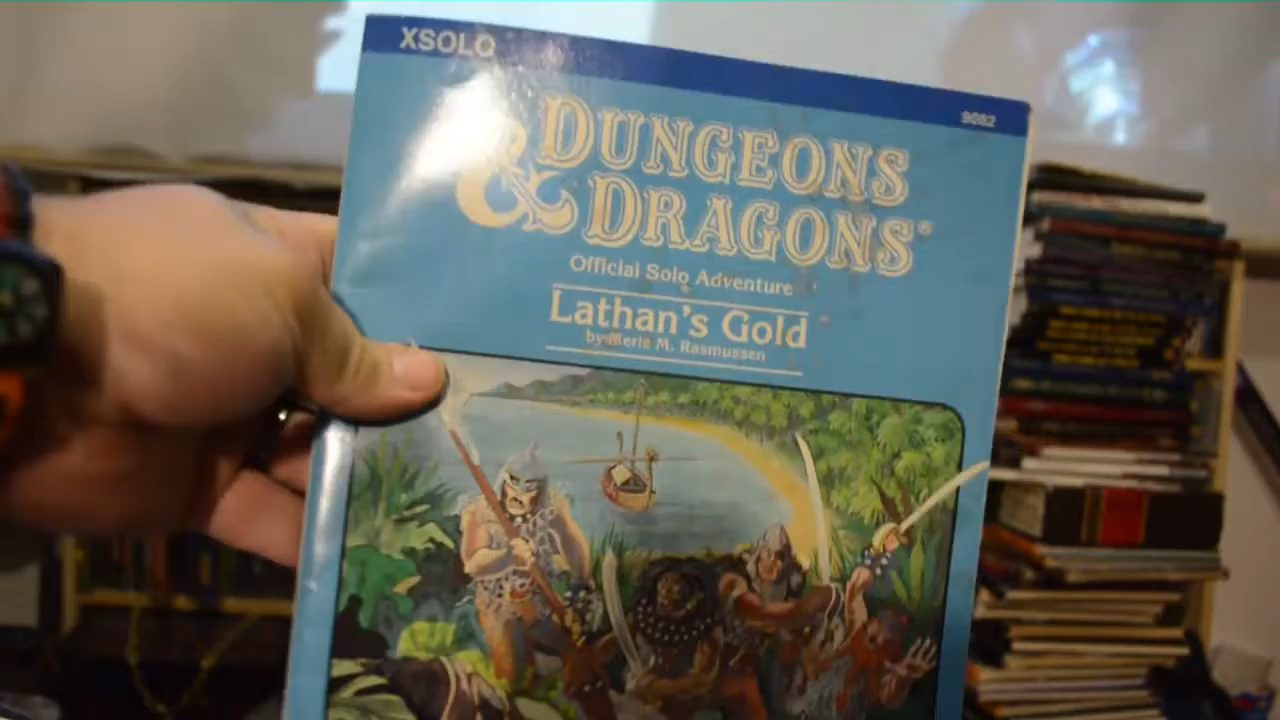 XSOLO
9082
DUNGEONS
& DRAGONS®
Official Solo Adventure
Lathan's Gold
by Merle M. Rasmussen